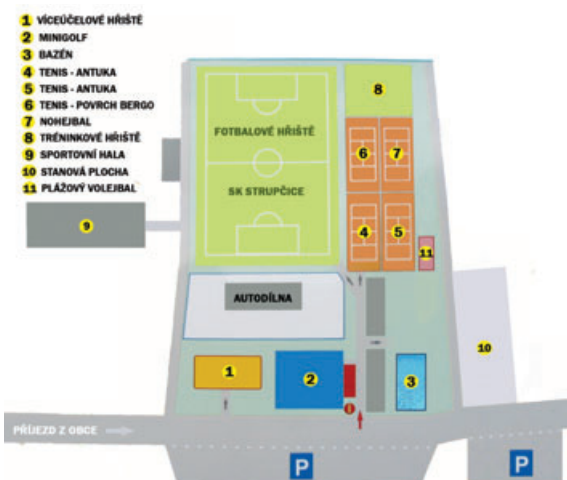 1 VÍCEÚČELOVÉ HŘIŠTĚ
2 MINIGOLF
3 BAZÉN
4 TENIS - ANTUKA
5 TENIS - ANTUKA
6 TENIS - POVRCH BERGO
7 NOHEJBAL
8 TRÉNINKOVÉ HŘIŠTĚ
9 SPORTOVNÍ HALA
10 STANOVÁ PLOCHA
11 PLÁŽOVÝ VOLEJBAL
8
FOTBALOVÉ HŘIŠTĚ
6 7
SK STRUPČICE
9
4 5
11
AUTODÍLNA
10
1 2 3
PŘÍJEZD Z OBCE
P P